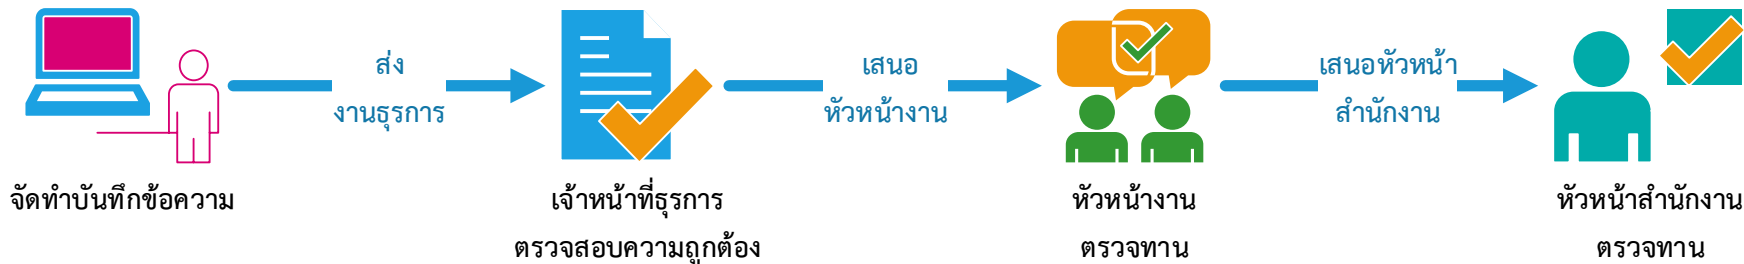 ส่ง
งานธุรการ
เสนอ
หัวหน้างาน
เสนอหัวหน้า
สำนักงาน
จัดทำบันทึกข้อความ
เจ้าหน้าที่ธุรการ
ตรวจสอบความถูกต้อง
หัวหน้างาน
ตรวจทาน
หัวหน้าสำนักงาน
ตรวจทาน